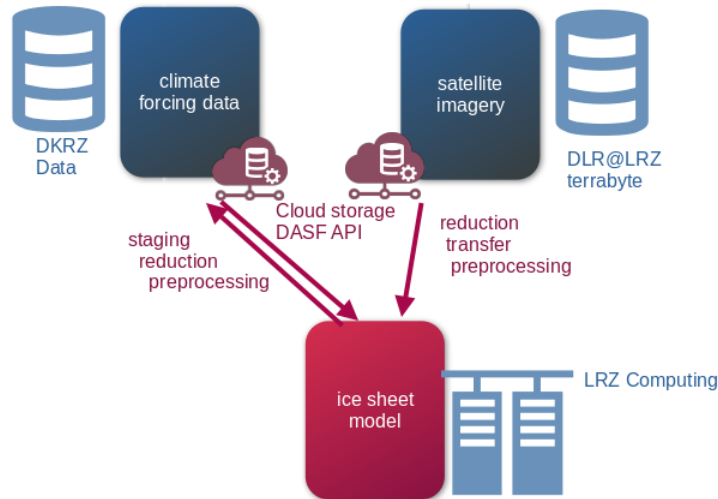 climate
forcing data
satellite
imagery
DKRZ
Data
DLR@LRZ
terrabyte
Cloud storage
DASF API
staging
reduction
preprocessing
reduction
transfer
preprocessing
ice sheet
model
LRZ Computing